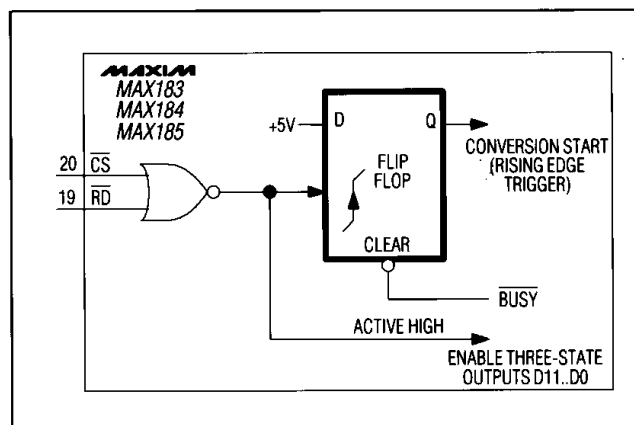 MAXIM
MAX183
MAX184
MAX185
+5V
D
Q
CONVERSION START
(RISING EDGE
TRIGGER)
20 CS
19 RD
FLIP
FLOP
CLEAR
BUSY
ACTIVE HIGH
ENABLE THREE-STATE
OUTPUTS D11..D0